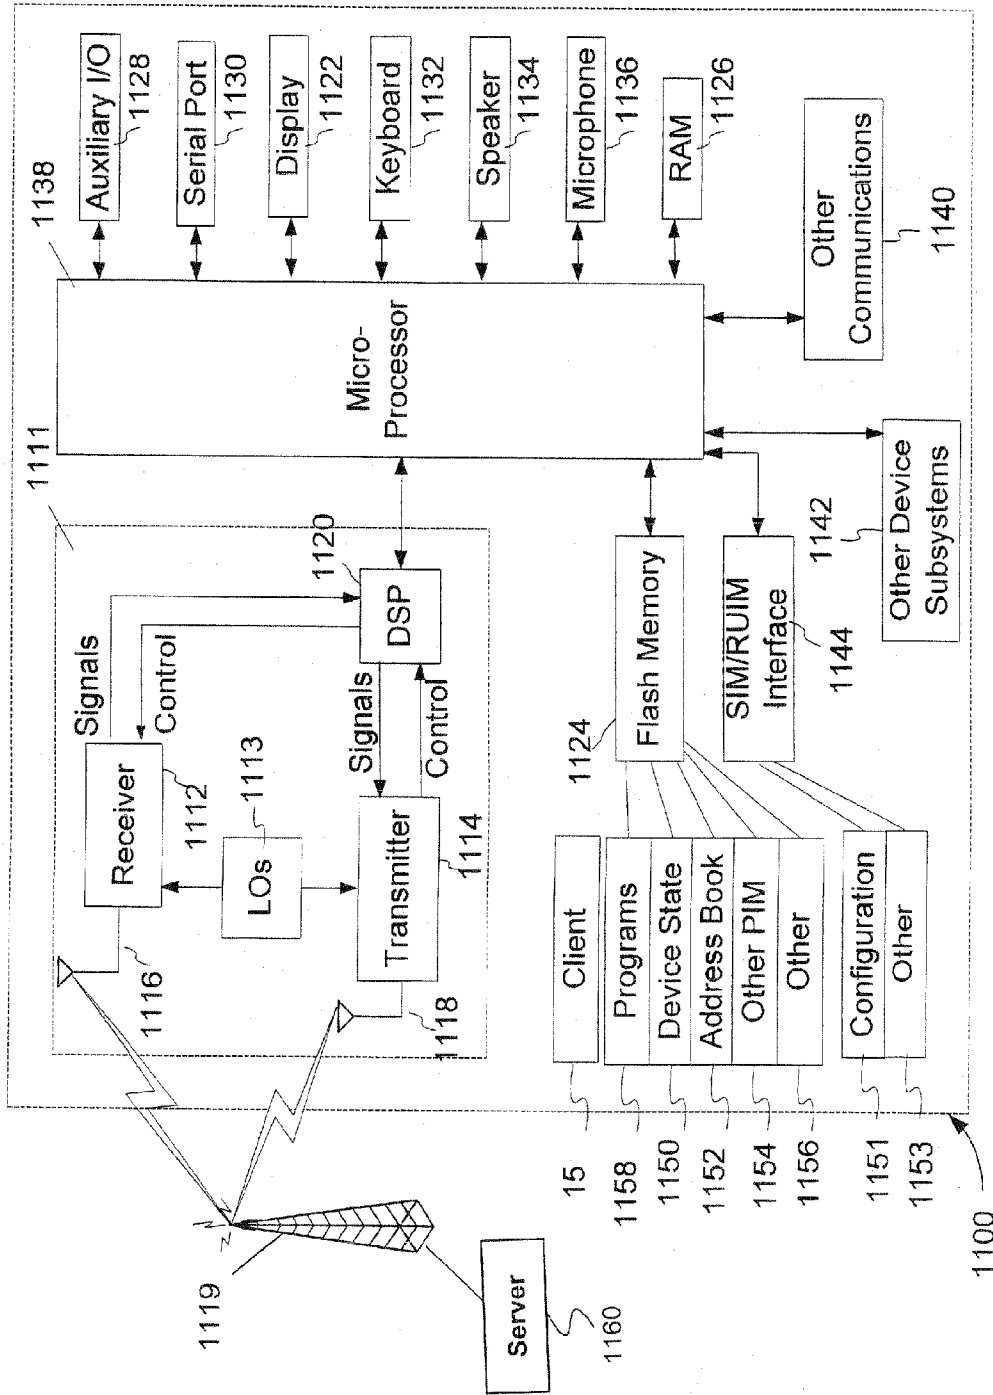 1100
1111
1138
Receiver
1112
1116
Signals
Control
LOs
1113
Transmitter
1114
1118
Signals
Control
DSP
1120
1119
Server
1160
Micro-
Processor
Auxiliary I/O
1128
Serial Port
1130
Display
1122
Keyboard
1132
Speaker
1134
Microphone
1136
RAM
1126
Other
Communications
1140
Other Device
Subsystems
1142
Flash Memory
1124
SIM/RUIM
Interface
1144
15
Client
1158
Programs
1150
Device State
1152
Address Book
1154
Other PIM
1156
Other
1151
Configuration
1153
Other